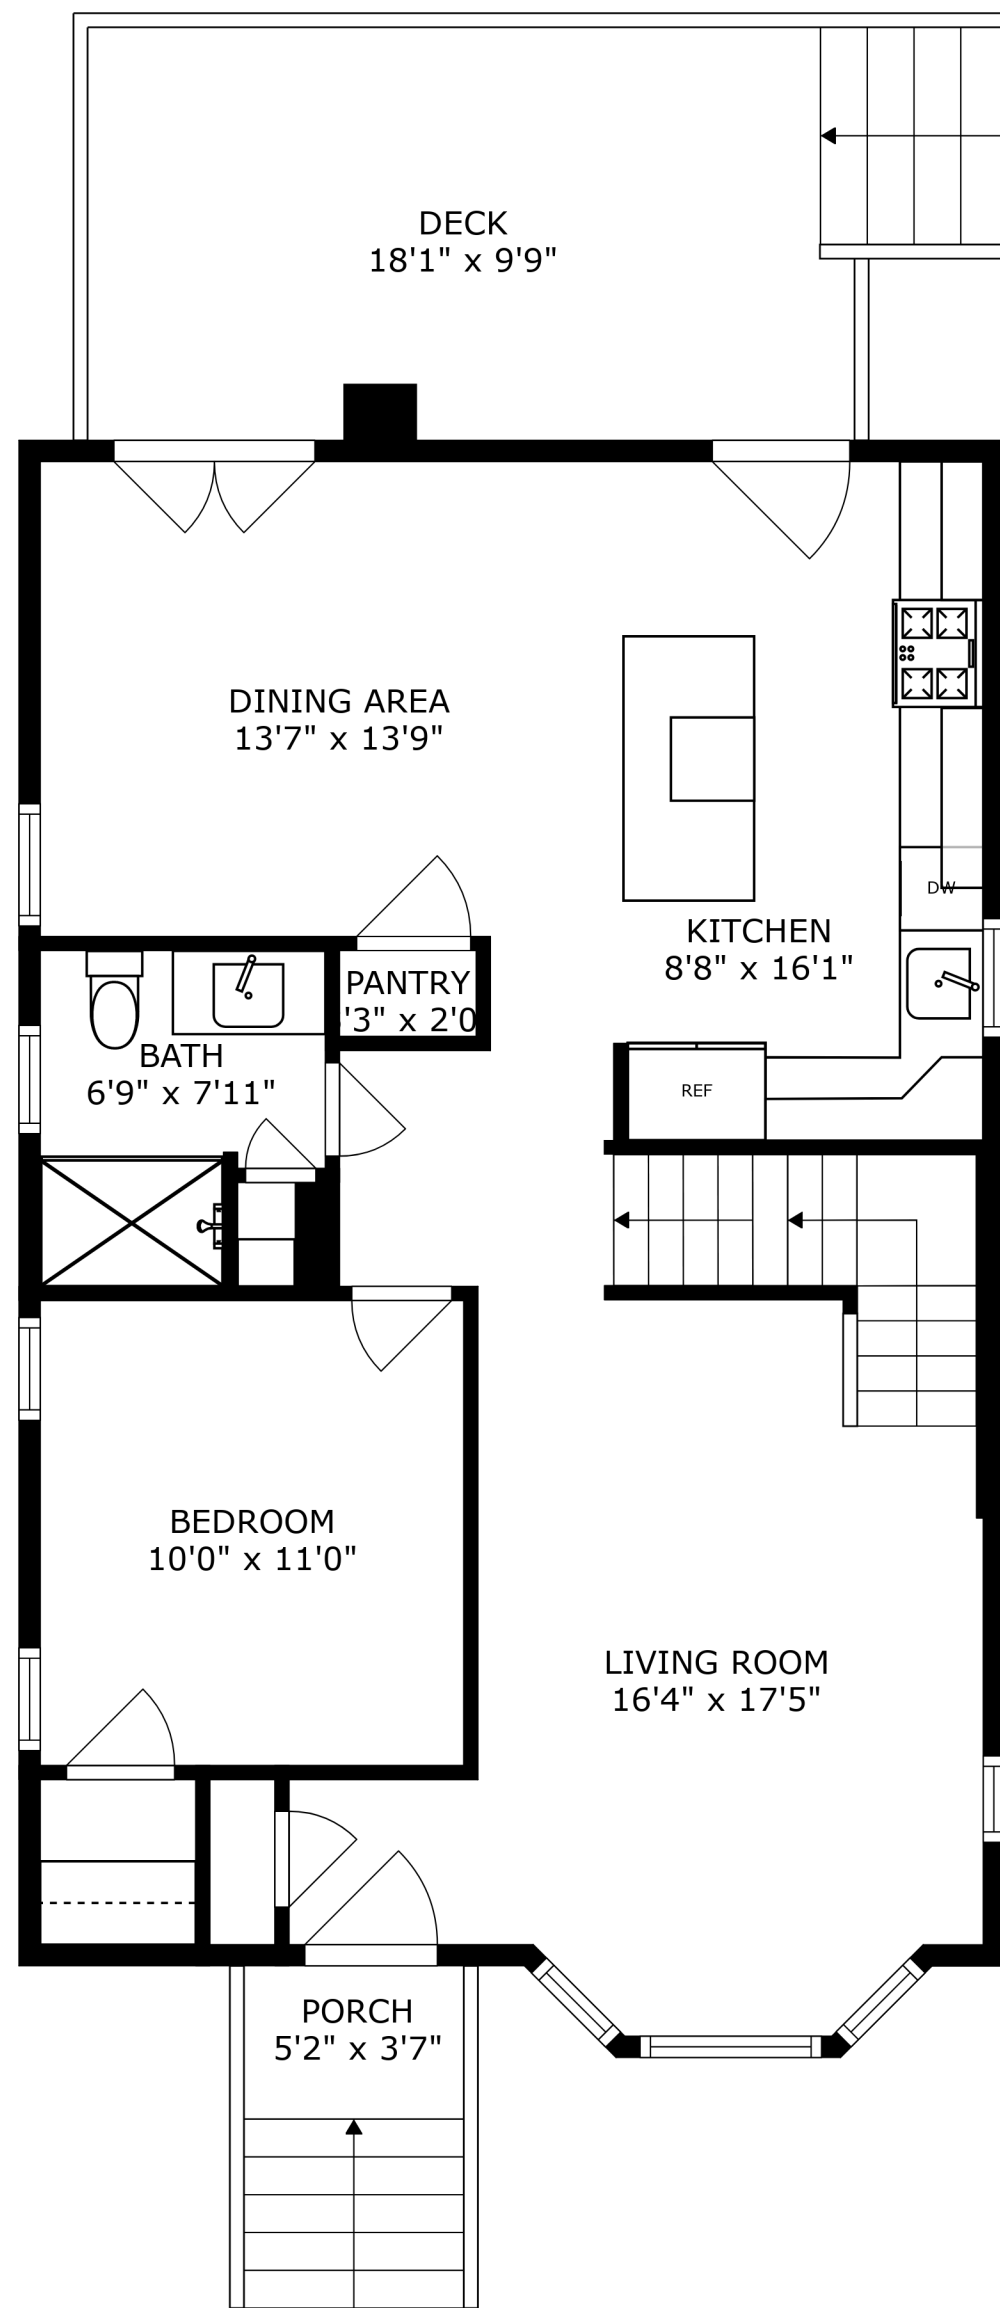 DECK
18'1" x 9'9"
DINING AREA
13'7" x 13'9"
KITCHEN
8'8" x 16'1"
DW
PANTRY
'3" x 2'0
BATH
6'9" x 7'11"
REF
BEDROOM
10'0" x 11'0"
LIVING ROOM
16'4" x 17'5"
PORCH
5'2" x 3'7"